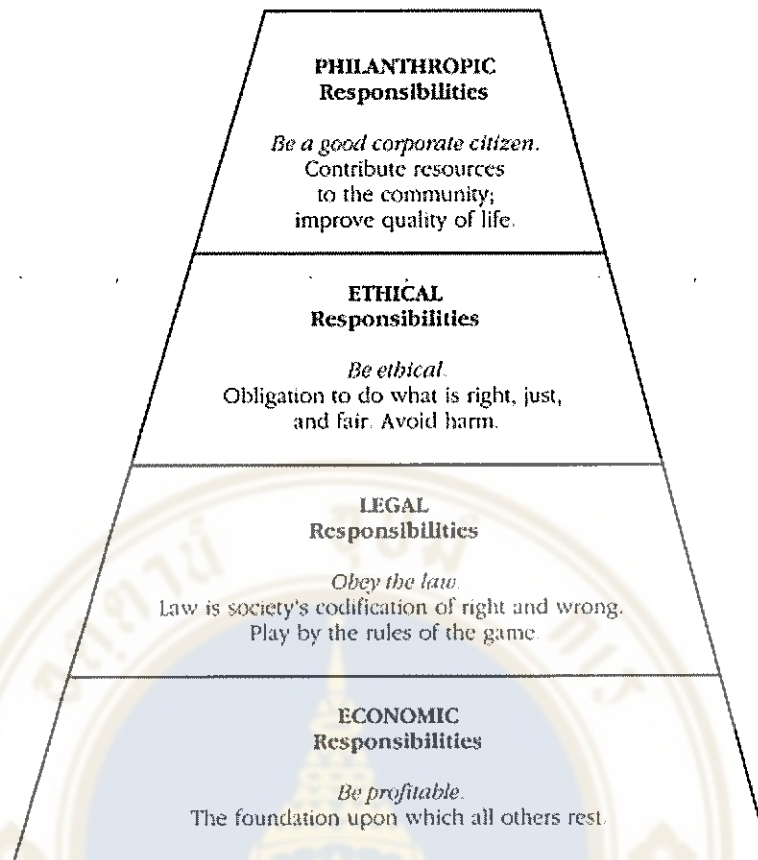 PHILANTHROPIC
Responsibilities
Be a good corporate citizen.
Contribute resources
to the community;
improve quality of life.
ETHICAL
Responsibilities
Be ethical.
Obligation to do what is right, just,
and fair. Avoid harm.
LEGAL
Responsibilities
Obey the law.
Law is society's codification of right and wrong.
Play by the rules of the game.
ECONOMIC
Responsibilities
Be profitable.
The foundation upon which all others rest.